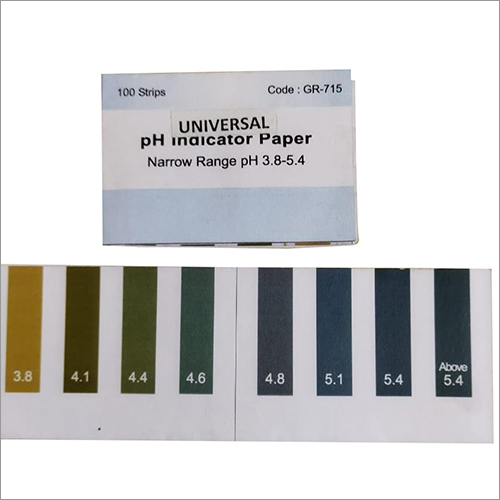 100 Strips
Code : GR-715
UNIVERSAL
pH Indicator Paper
Narrow Range pH 3.8-5.4
3.8
4.1
4.4
4.6
4.8
5.1
5.4
Above
5.4